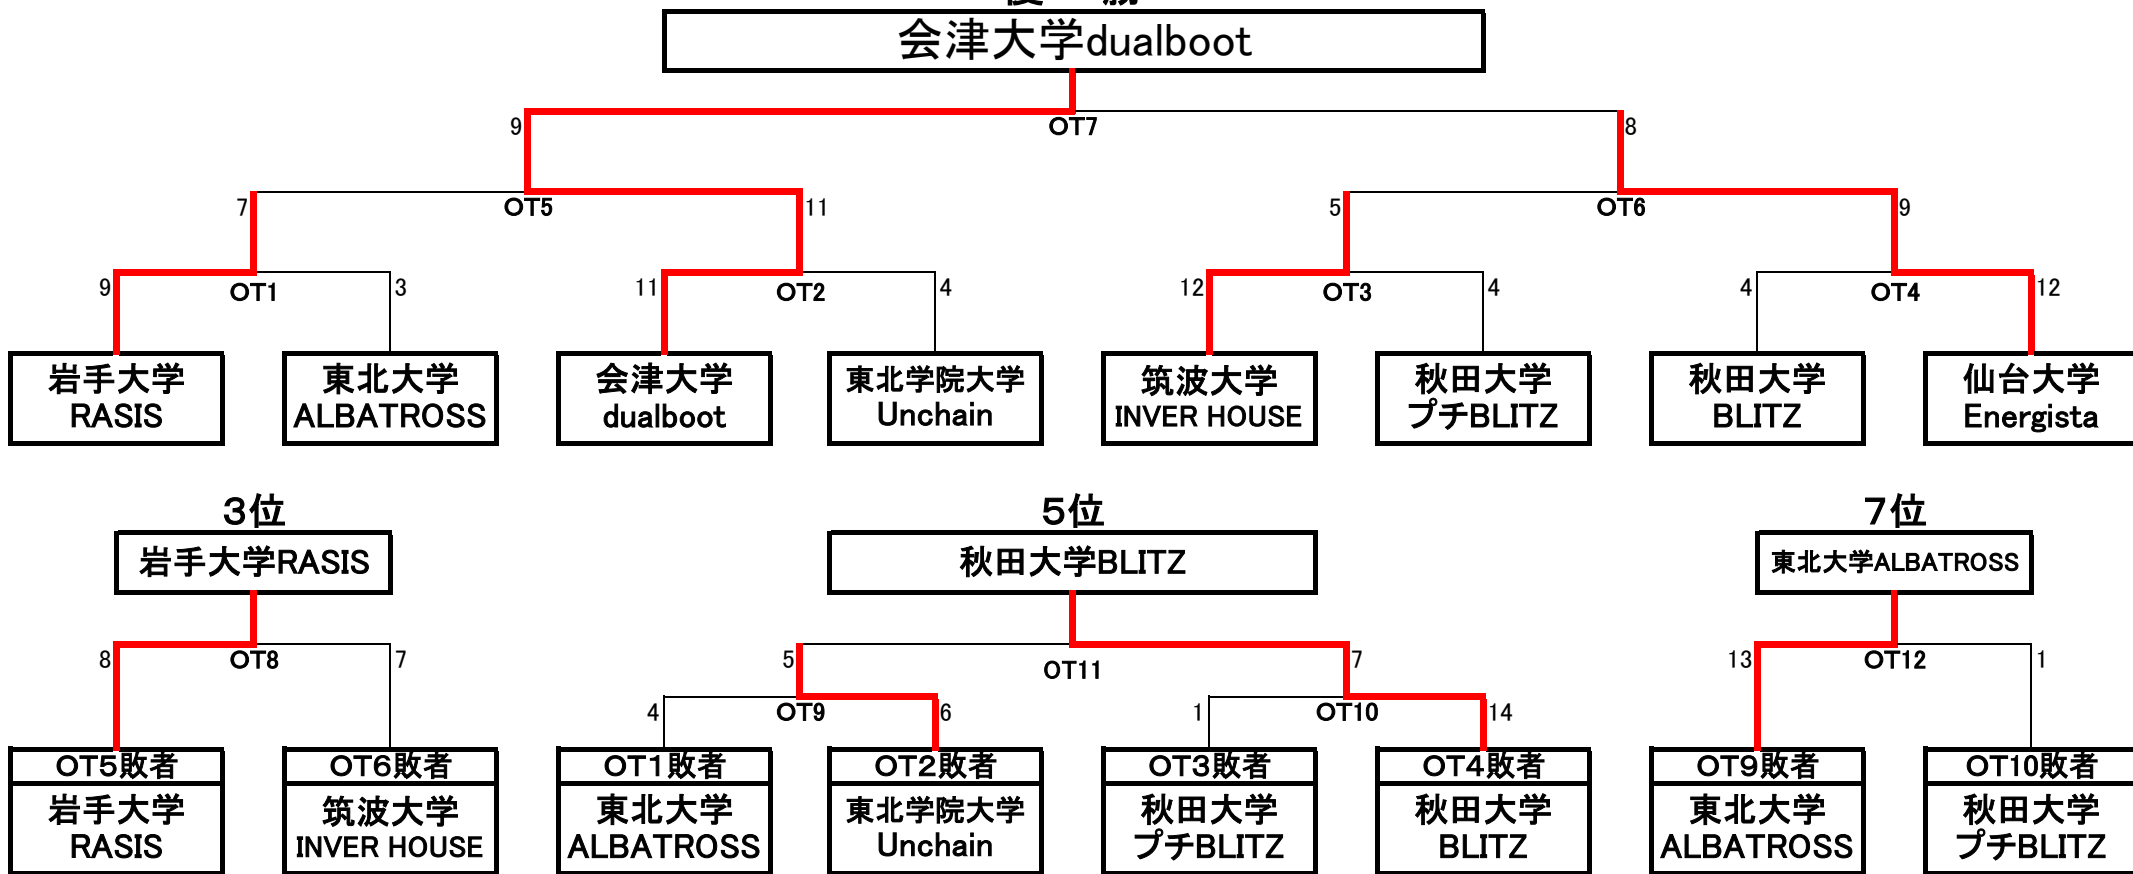 会津大学dualboot
9
OT7
8
7
OT5
11
5
OT6
9
9
OT1
3
11
OT2
4
12
OT3
4
4
OT4
12
岩手大学
RASIS
東北大学
ALBATROSS
会津大学
dualboot
東北学院大学
Unchain
筑波大学
INVER HOUSE
秋田大学
プチBLITZ
秋田大学
BLITZ
仙台大学
Energista
3位
5位
7位
岩手大学RASIS
秋田大学BLITZ
東北大学ALBATROSS
8
OT8
7
5
OT11
7
13
OT12
1
4
OT9
6
1
OT10
14
OT5敗者
岩手大学
RASIS
OT6敗者
筑波大学
INVER HOUSE
OT1敗者
東北大学
ALBATROSS
OT2敗者
東北学院大学
Unchain
OT3敗者
秋田大学
プチBLITZ
OT4敗者
秋田大学
BLITZ
OT9敗者
東北大学
ALBATROSS
OT10敗者
秋田大学
プチBLITZ